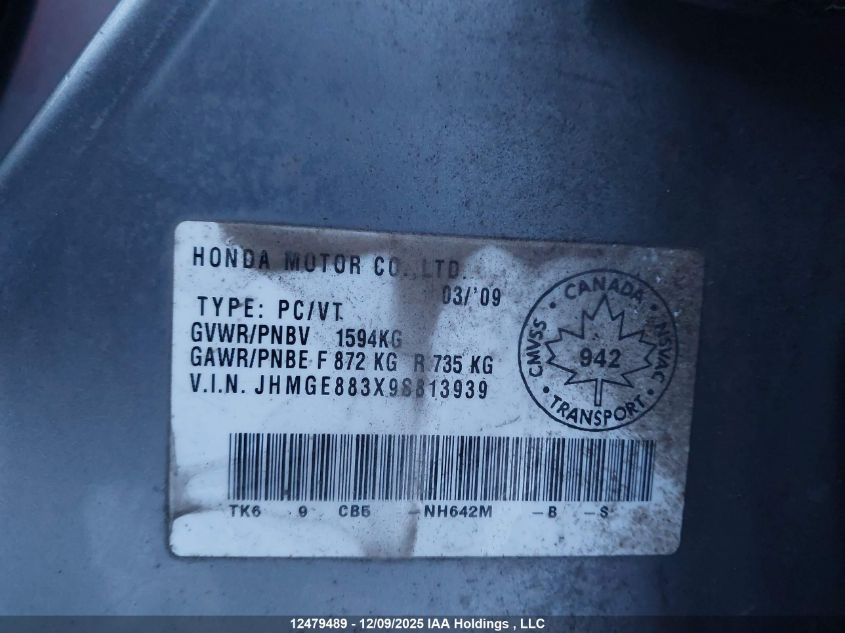 HONDA MOTOR CO.,LTD.
03/'09
TYPE: PC/VT
GVWR/PNBV 1594KG
GAWR/PNBE F 872 KG R 735 KG
V.I.N. JHMGE883X9S813939
CANADA
CMVSS
NSVAC
942
TRANSPORT
TK6 9 CB5 -NH642M -B -S
12479489 - 12/09/2025 IAA Holdings , LLC